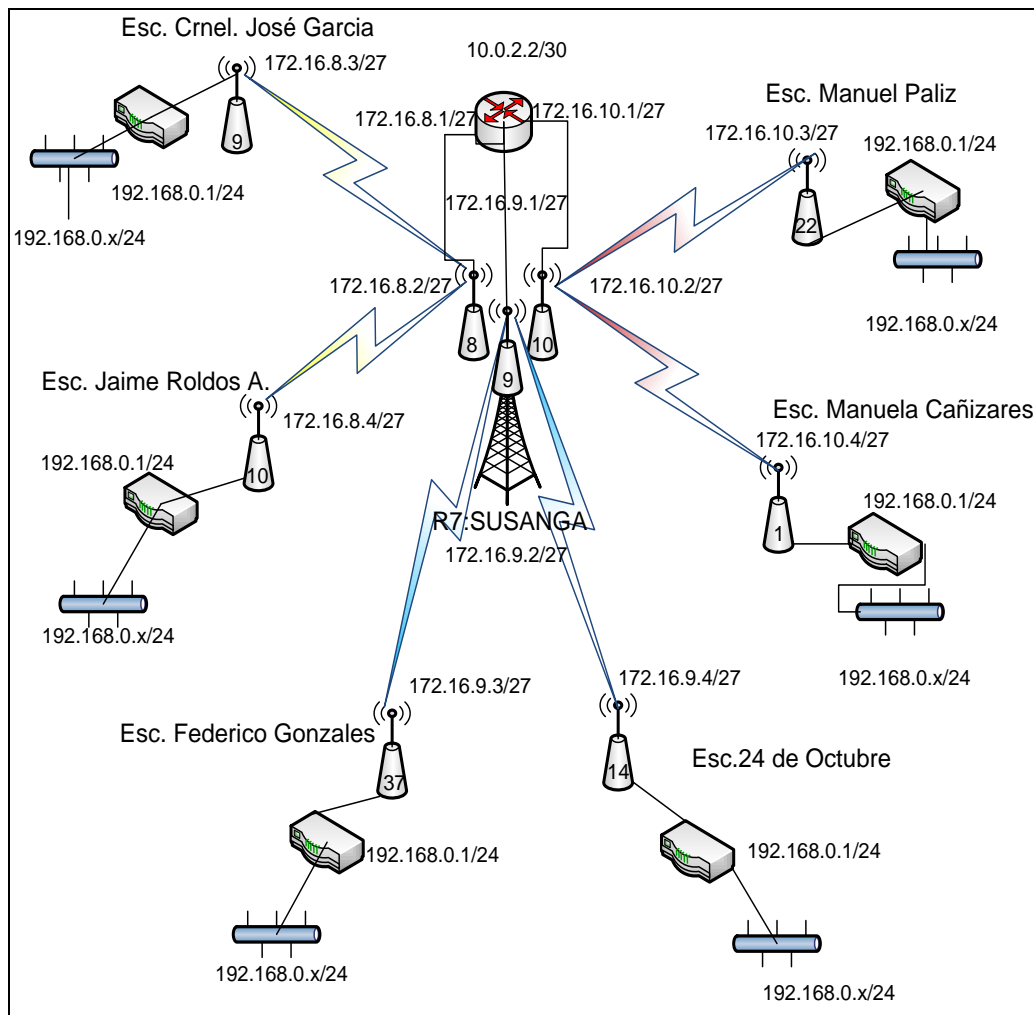 Esc. Crnel. José Garcia
172.16.8.3/27
9
192.168.0.1/24
192.168.0.x/24
10.0.2.2/30
172.16.8.1/27
172.16.10.1/27
172.16.9.1/27
Esc. Manuel Paliz
172.16.10.3/27
192.168.0.1/24
22
192.168.0.x/24
172.16.8.2/27
8
9
10
172.16.10.2/27
R7:SUSANGA
172.16.9.2/27
Esc. Jaime Roldos A.
172.16.8.4/27
192.168.0.1/24
10
192.168.0.x/24
Esc. Manuela Cañizares
172.16.10.4/27
192.168.0.1/24
1
192.168.0.x/24
172.16.9.3/27
Esc. Federico Gonzales
37
192.168.0.1/24
192.168.0.x/24
172.16.9.4/27
Esc.24 de Octubre
14
192.168.0.1/24
192.168.0.x/24